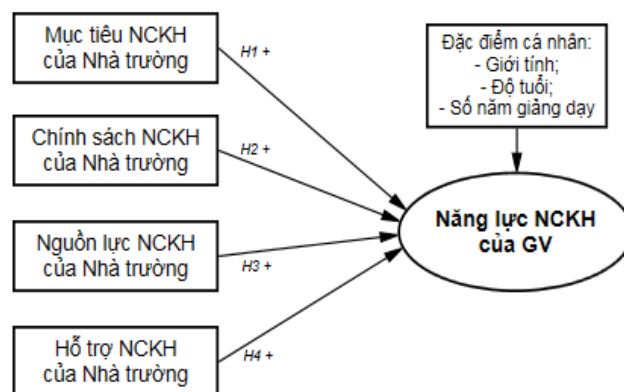 Mục tiêu NCKH
của Nhà trường
H1 +
Chính sách NCKH
của Nhà trường
H2 +
Nguồn lực NCKH
của Nhà trường
H3 +
Hỗ trợ NCKH
của Nhà trường
H4 +
Đặc điểm cá nhân:
- Giới tính;
- Độ tuổi;
- Số năm giảng dạy
Năng lực NCKH
của GV